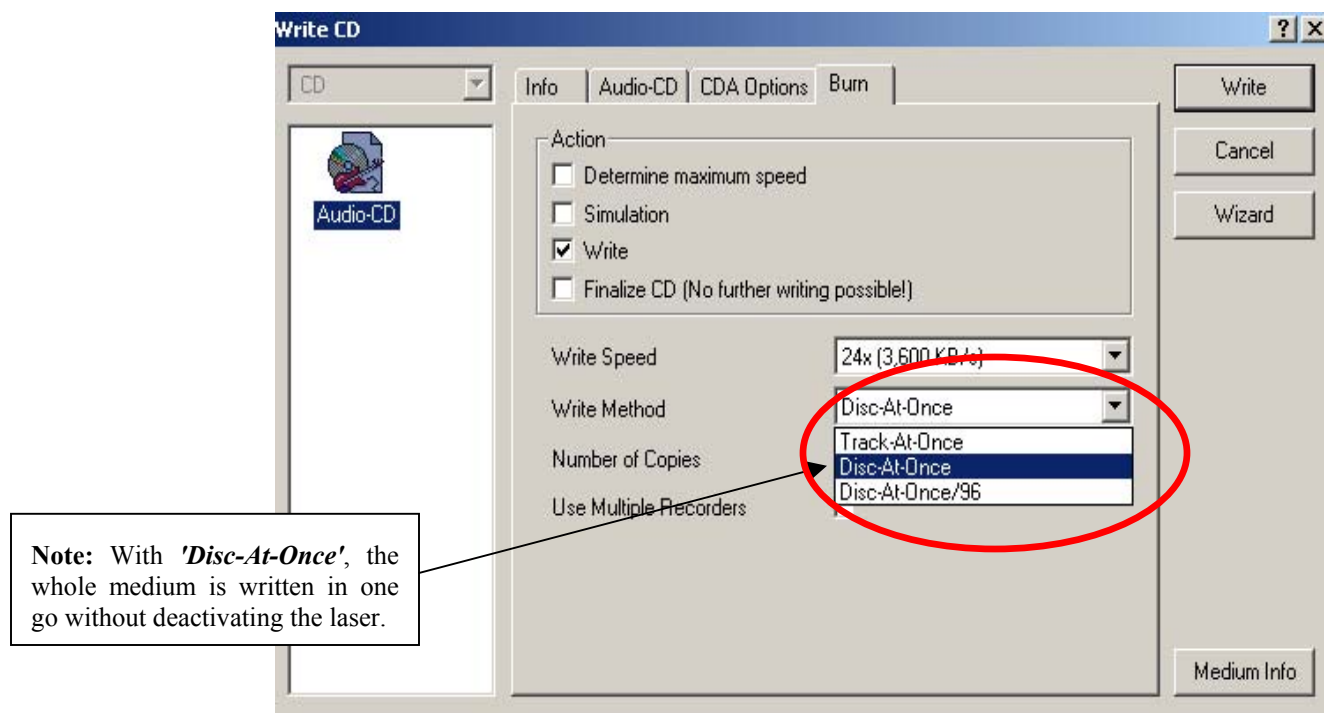 Write CD
CD
Info Audio-CD CDA Options Burn
Write
Cancel
Wizard
Audio-CD
Action
Determine maximum speed
Simulation
Write
Finalize CD (No further writing possible!)
Write Speed 24x (3,600 KB/s)
Write Method Disc-At-Once
Track-At-Once
Number of Copies Disc-At-Once
Disc-At-Once/96
Use Multiple Recorders
Note: With 'Disc-At-Once', the
whole medium is written in one
go without deactivating the laser.
Medium Info